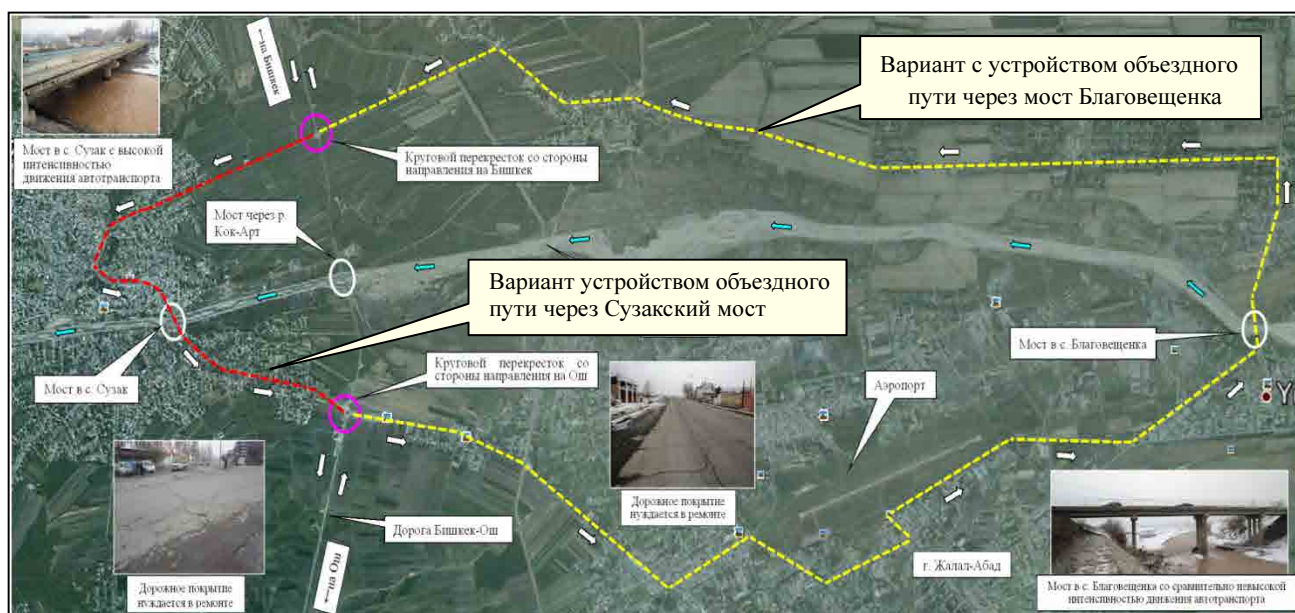 ←на Бишкек
Вариант с устройством объездного
пути через мост Благовещенка
Мост в с. Сузак с высокой
интенсивностью
движения автотранспорта
Круговой перекресток со стороны
направления на Бишкек
Мост через р.
Кок-Арт
Вариант устройством объездного
пути через Сузакский мост
Мост в с. Благовещенка
Мост в с. Сузак
Круговой перекресток со
стороны направления на Ош
Аэропорт
Дорожное покрытие
нуждается в ремонте
Дорога Бишкек-Ош
г. Жалал-Абад
←на Ош
Дорожное покрытие
нуждается в ремонте
Мост в с. Благовещенка со сравнительно невысокой
интенсивностью движения автотранспорта